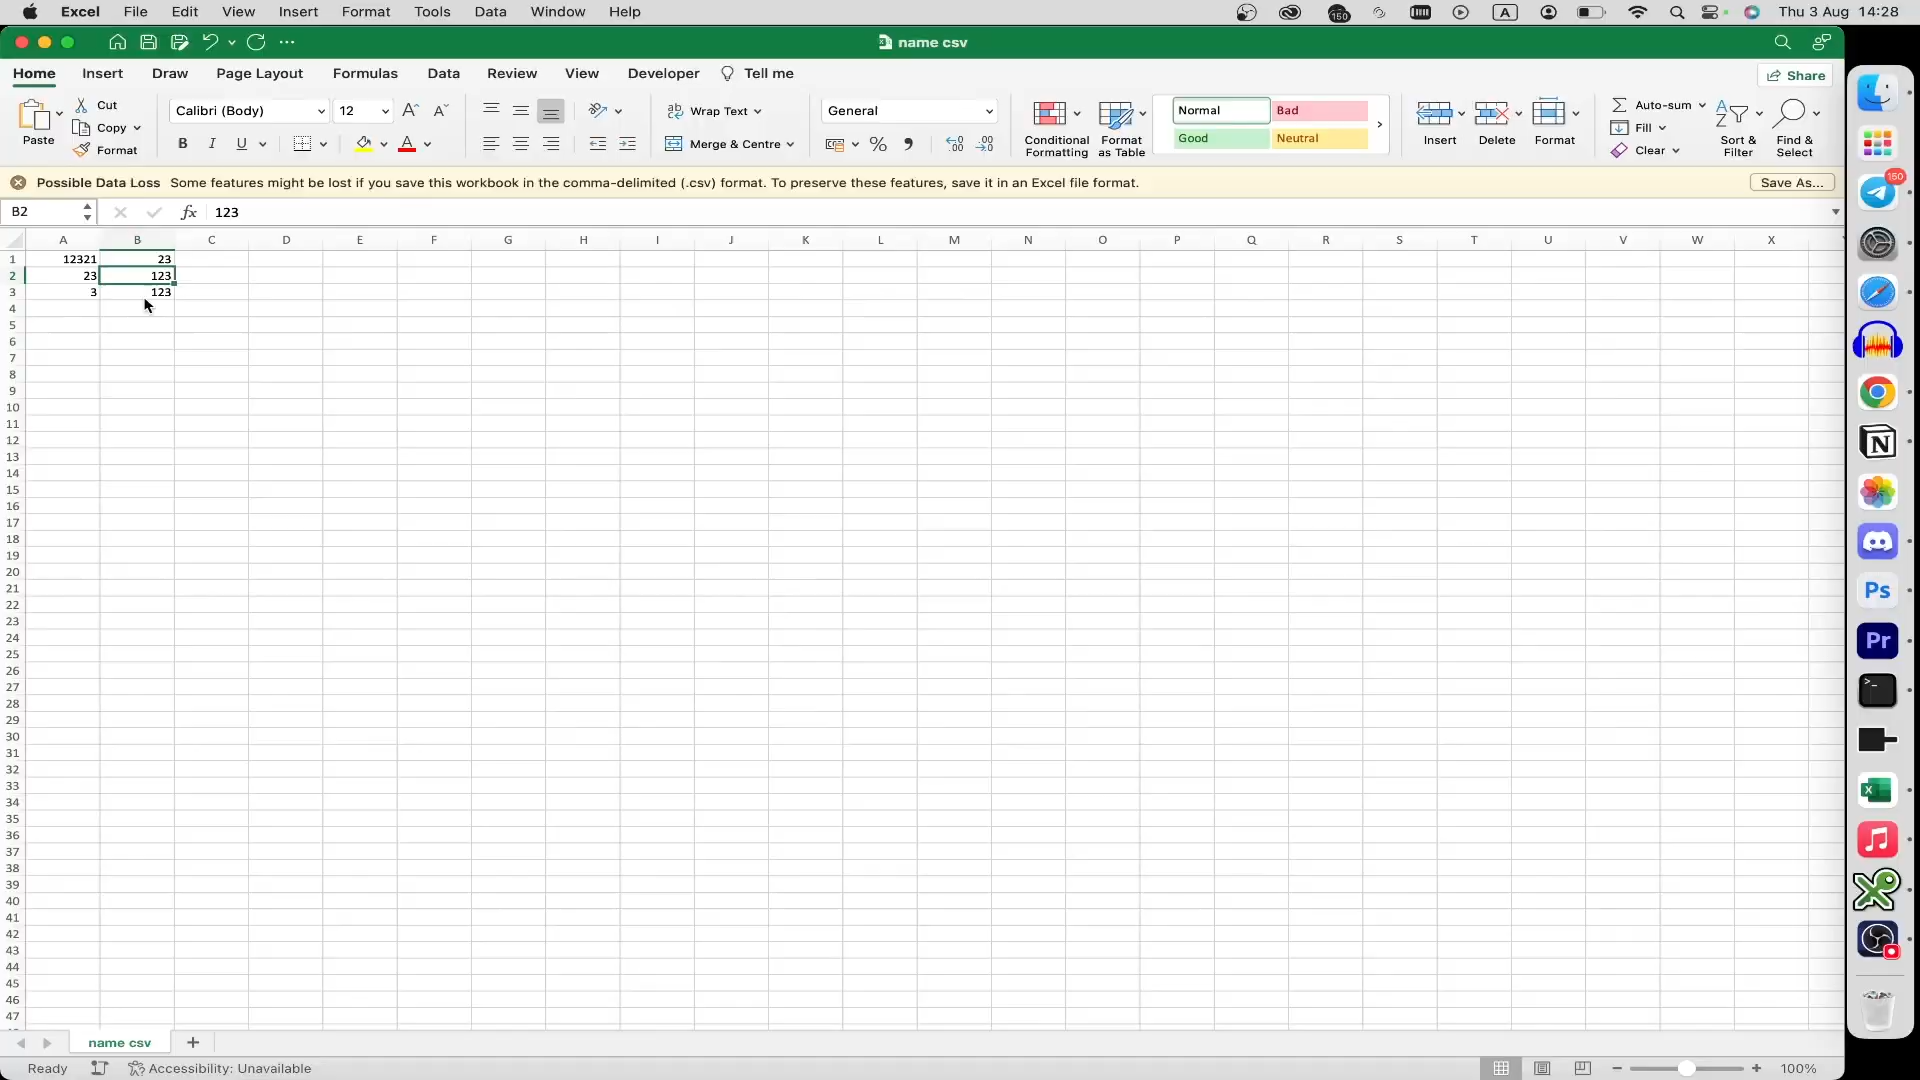 Excel File Edit View Insert Format Tools Data Window Help 150 A Thu 3 Aug 14:28
name csv
Home Insert Draw Page Layout Formulas Data Review View Developer Tell me Share
Paste Cut Copy Format
Calibri (Body) 12 A A
B I U A
Wrap Text
Merge & Centre
General
%
Conditional Formatting
Format as Table
Normal Bad
Good Neutral
Insert Delete Format
Auto-sum
Fill
Clear
Sort & Filter
Find & Select
Possible Data Loss Some features might be lost if you save this workbook in the comma-delimited (.csv) format. To preserve these features, save it in an Excel file format. Save As...
B2 fx 123
A B C D E F G H I J K L M N O P Q R S T U V W X
1 12321 23
2 23 123
3 3 123
4
5
6
7
8
9
10
11
12
13
14
15
16
17
18
19
20
21
22
23
24
25
26
27
28
29
30
31
32
33
34
35
36
37
38
39
40
41
42
43
44
45
46
47
150
N
Ps
Pr
name csv
Ready Accessibility: Unavailable 100%